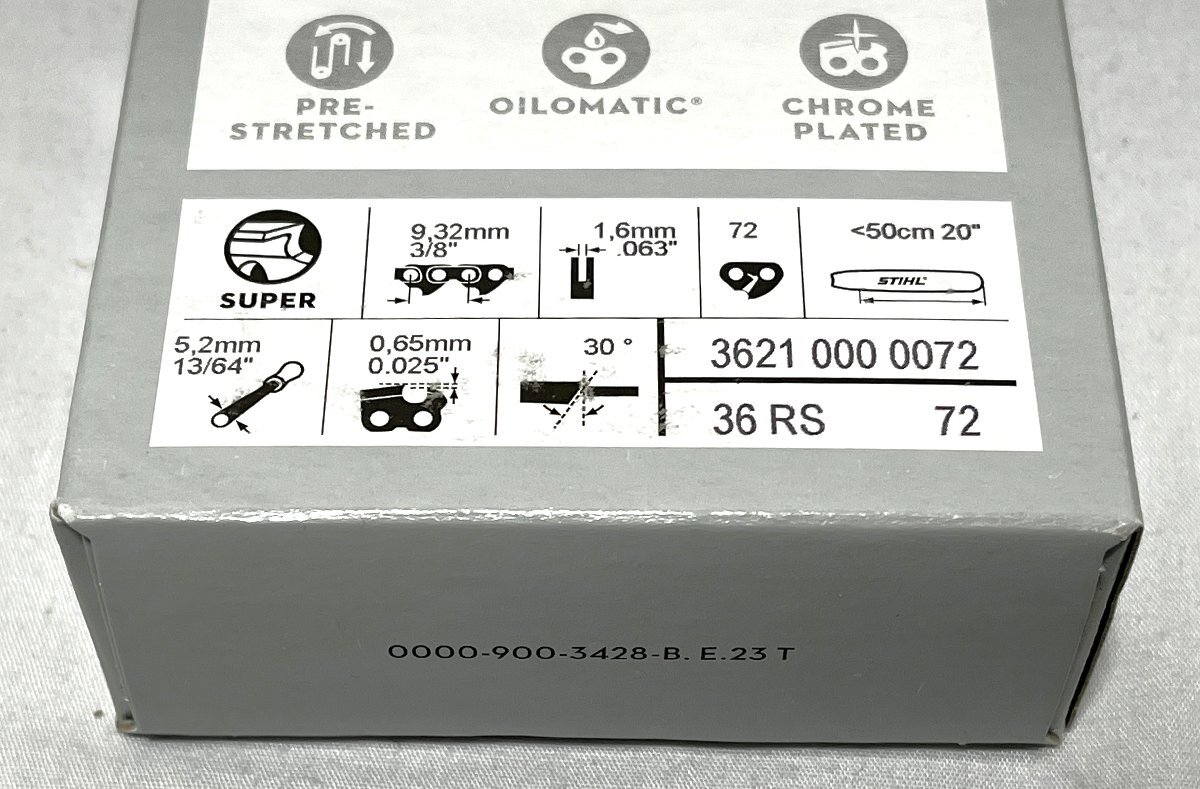 PRE-
STRETCHED
OILOMATIC®
CHROME
PLATED
SUPER
9,32mm
3/8"
1,6mm
.063"
72
<50cm 20"
STIHL®
5,2mm
13/64"
0,65mm
0.025"
30 °
3621 000 0072
36 RS 72
0000-900-3428-B. E.23 T